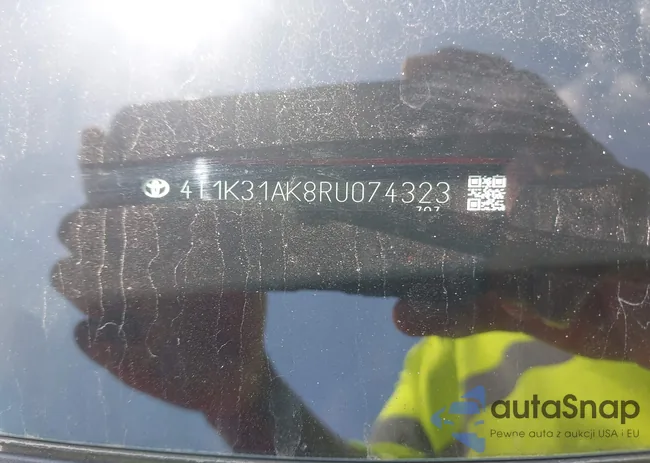 4T1K31AK8RU074323
autaSnap
Pewne auta z aukcji USA i EU